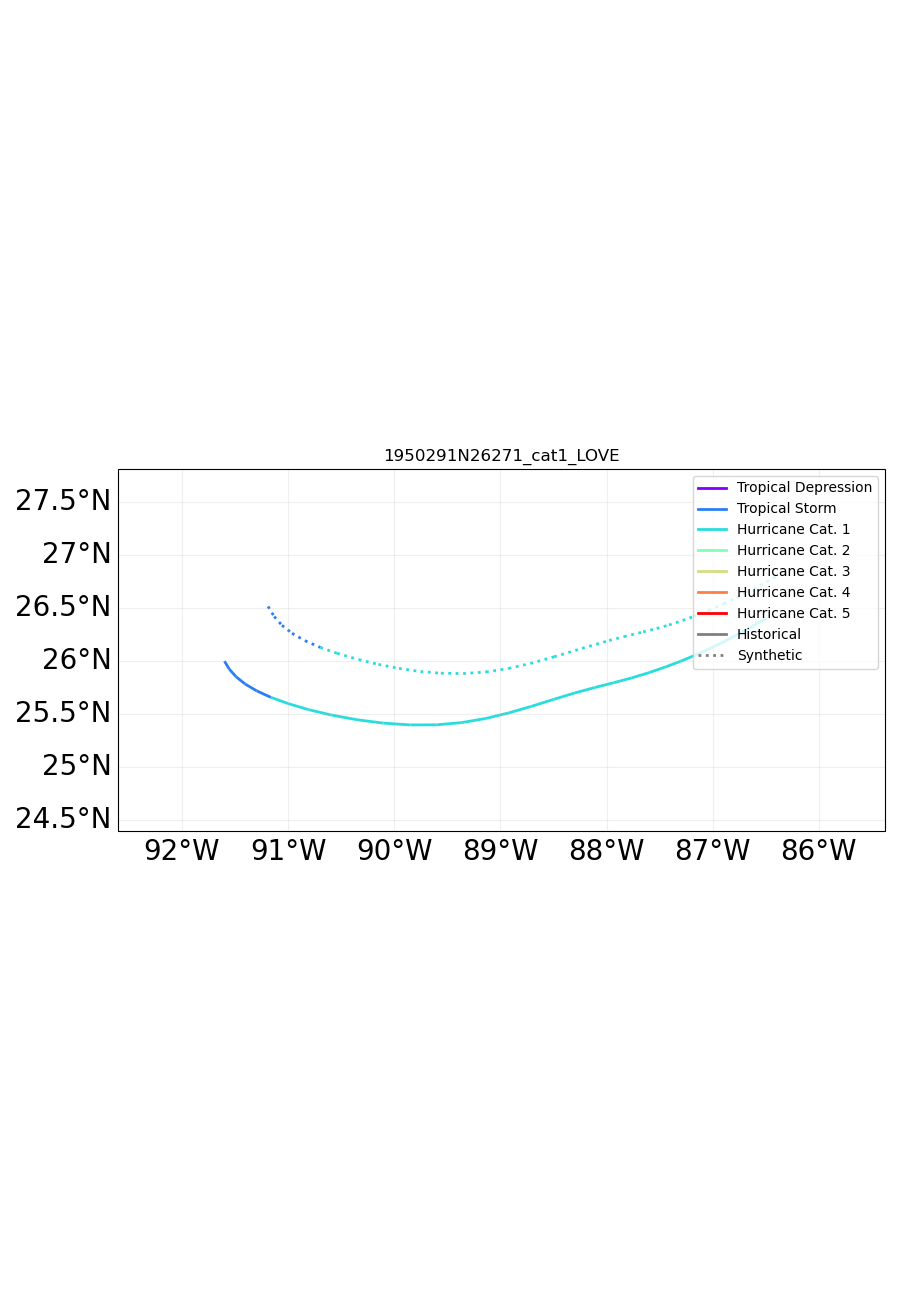 1950291N26271_cat1_LOVE
27.5°N
27°N
26.5°N
26°N
25.5°N
25°N
24.5°N
Tropical Depression
Tropical Storm
Hurricane Cat. 1
Hurricane Cat. 2
Hurricane Cat. 3
Hurricane Cat. 4
Hurricane Cat. 5
Historical
Synthetic
92°W 91°W 90°W 89°W 88°W 87°W 86°W